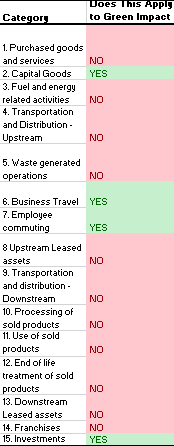 Category
Does This Apply
to Green Impact
1. Purchased goods
and services NO
2. Capital Goods YES
3. Fuel and energy
related activities NO
4. Transportation
and Distribution -
Upstream NO
5. Waste generated
operations NO
6. Business Travel YES
7. Employee
commuting YES
8 Upstream Leased
assets NO
9. Transportation
and distribution -
Downstream NO
10. Processing of
sold products NO
11. Use of sold
products NO
12. End of life
treatment of sold
products NO
13. Downstream
Leased assets NO
14. Franchises NO
15. Investments YES